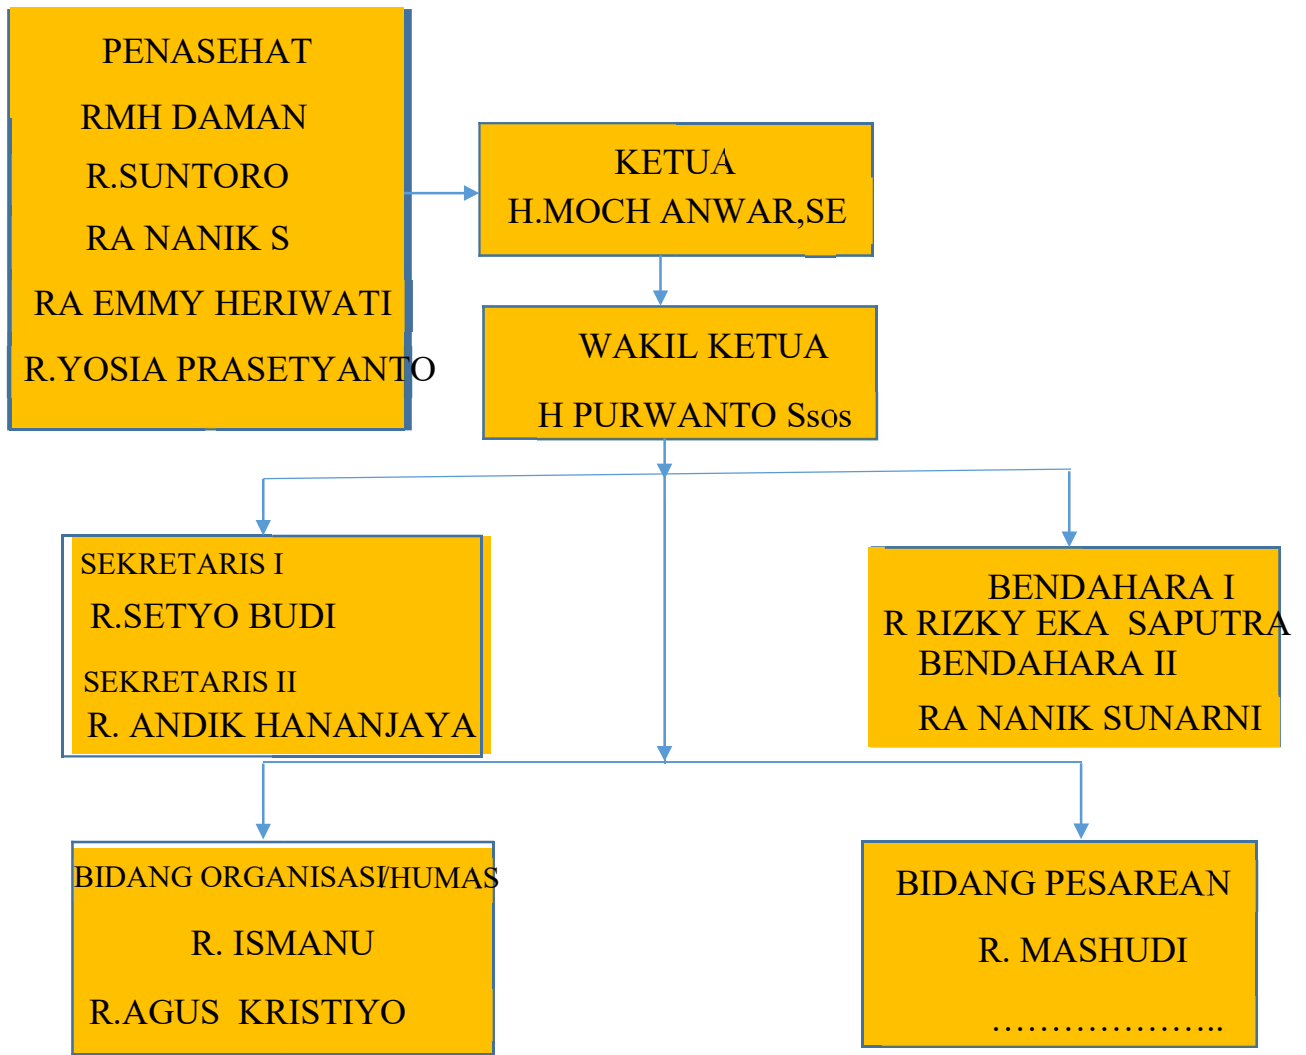 PENASEHAT
RMH DAMAN
R.SUNTORO
RA NANIK S
RA EMMY HERIWATI
R.YOSIA PRASETYANTO
KETUA
H.MOCH ANWAR,SE
WAKIL KETUA
H PURWANTO Ssos
SEKRETARIS I
R.SETYO BUDI
SEKRETARIS II
R. ANDIK HANANJAYA
BENDAHARA I
R RIZKY EKA  SAPUTRA
BENDAHARA II
RA NANIK SUNARNI
BIDANG ORGANISASI/HUMAS
R. ISMANU
R.AGUS  KRISTIYO
BIDANG PESAREAN
R. MASHUDI
…………………..